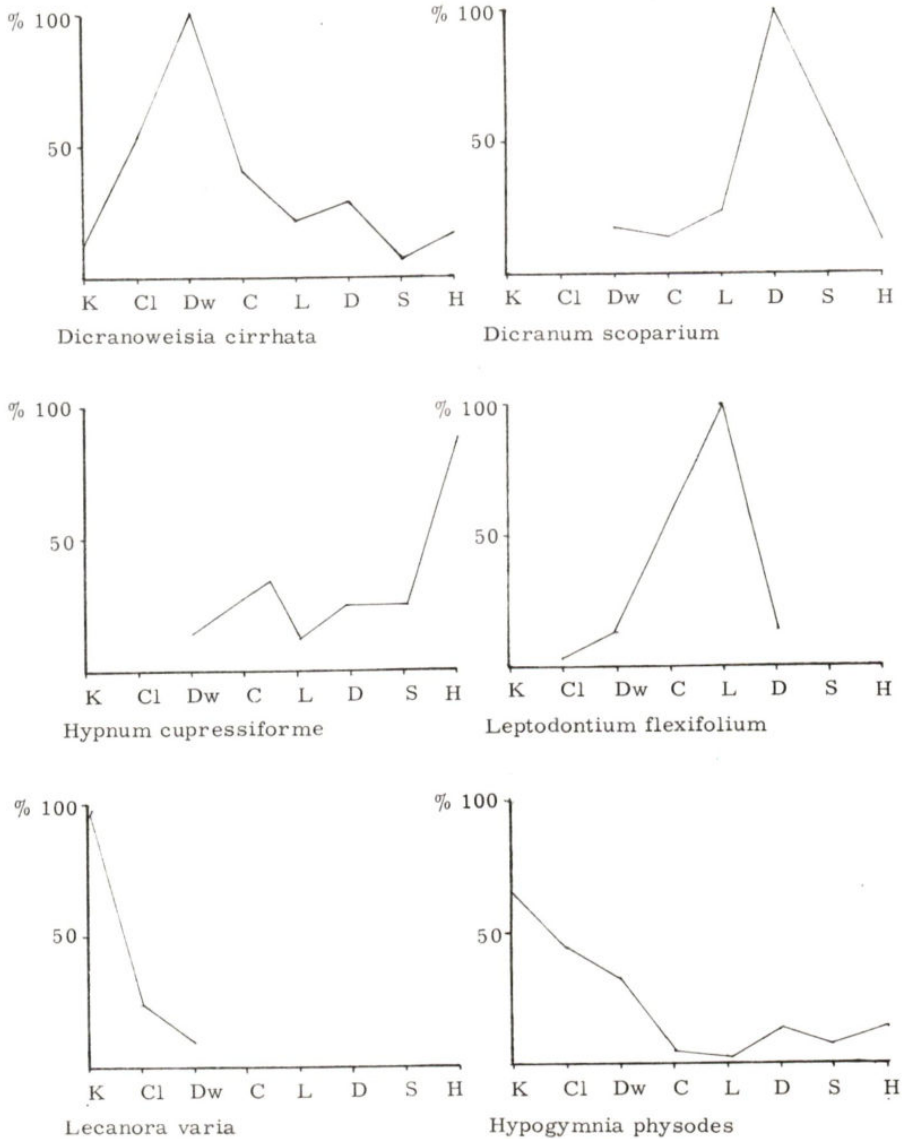 % 100
50
K Cl Dw C L D S H
Dicranoweisia cirrhata
% 100
50
K Cl Dw C L D S H
Dicranum scoparium
% 100
50
K Cl Dw C L D S H
Hypnum cupressiforme
% 100
50
K Cl Dw C L D S H
Leptodontium flexifolium
% 100
50
K Cl Dw C L D S H
Lecanora varia
% 100
50
K Cl Dw C L D S H
Hypogymnia physodes